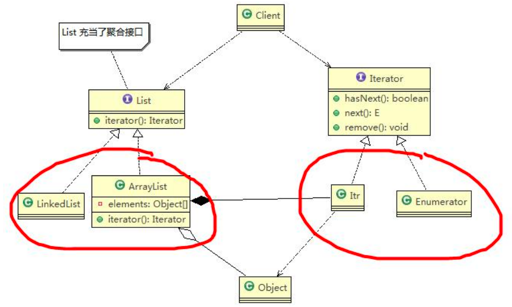 Client
List 充当了聚合接口
Iterator
hasNext(): boolean
next(): E
remove(): void
List
iterator(): Iterator
ArrayList
elements: Object[]
iterator(): Iterator
LinkedList
Itr
Enumerator
Object